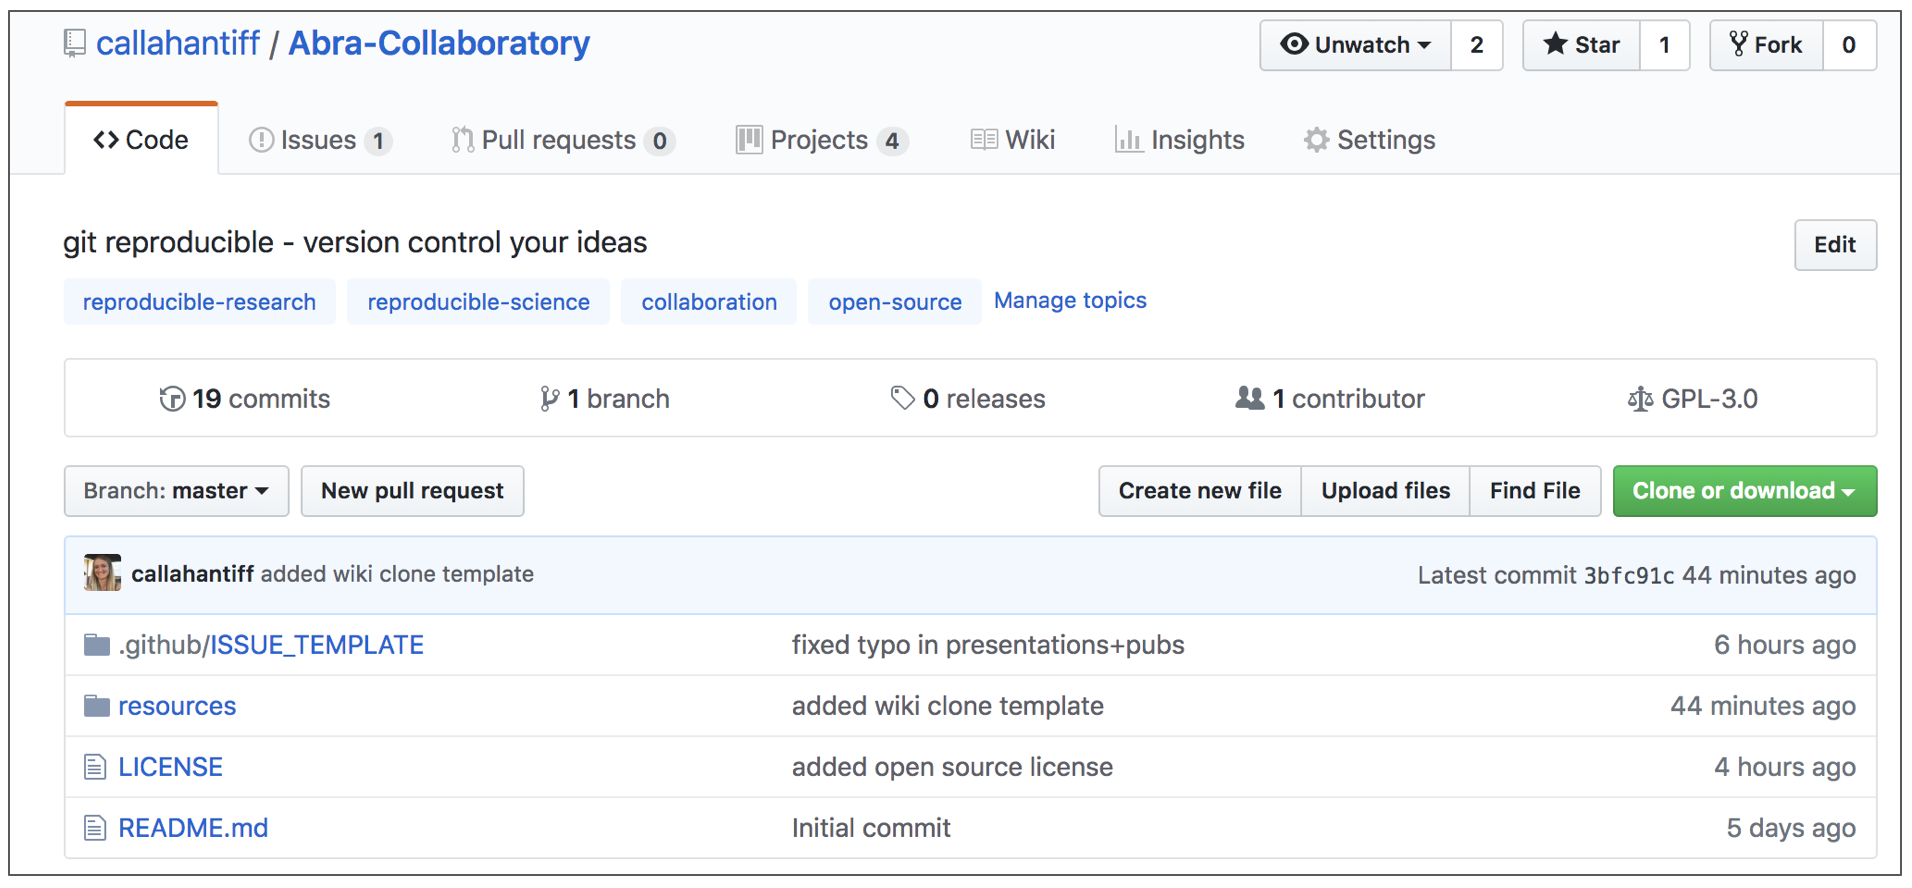 callahantiff / Abra-Collaboratory Unwatch 2 Star 1 Fork 0
Code Issues 1 Pull requests 0 Projects 4 Wiki Insights Settings
git reproducible - version control your ideas Edit
reproducible-research reproducible-science collaboration open-source Manage topics
19 commits 1 branch 0 releases 1 contributor GPL-3.0
Branch: master New pull request Create new file Upload files Find File Clone or download
callahantiff added wiki clone template Latest commit 3bfc91c 44 minutes ago
.github/ISSUE_TEMPLATE fixed typo in presentations+pubs 6 hours ago
resources added wiki clone template 44 minutes ago
LICENSE added open source license 4 hours ago
README.md Initial commit 5 days ago